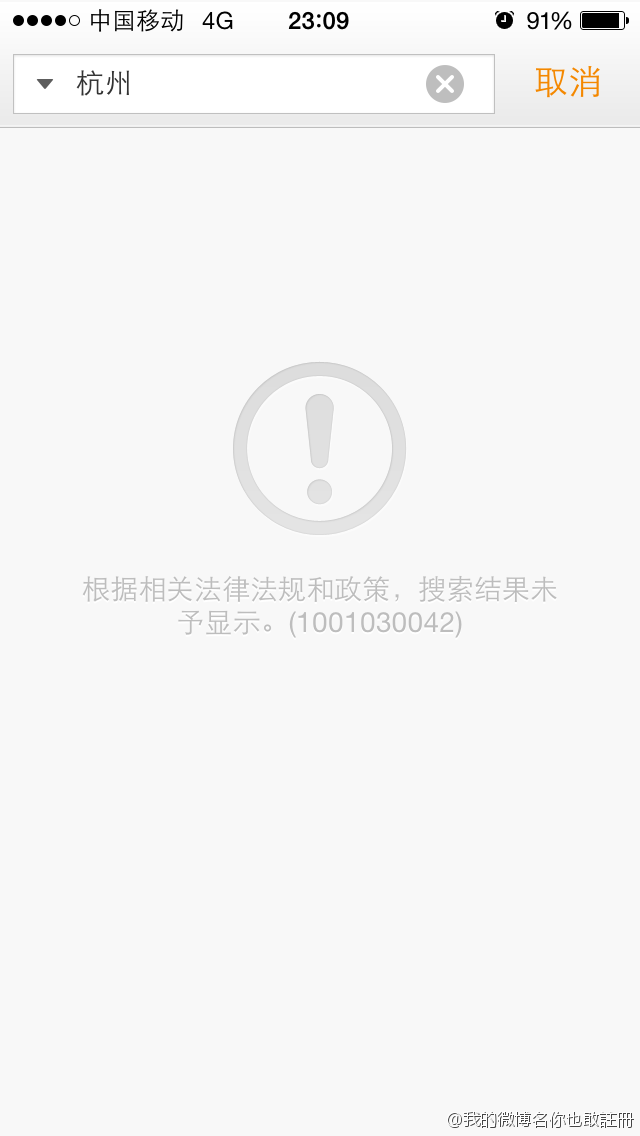 中国移动 4G 23:09 91%
杭州 取消
根据相关法律法规和政策，搜索结果未
予显示。(1001030042)
@我的微博名你也敢註冊